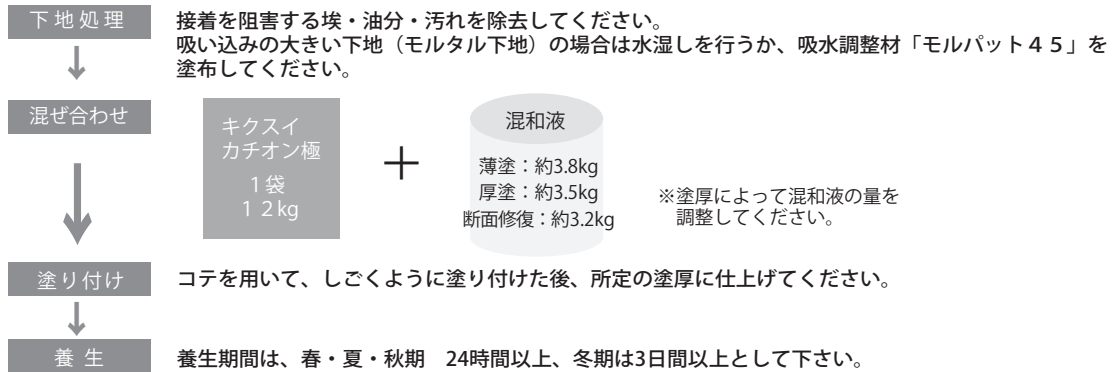 下地処理
接着を阻害する埃・油分・汚れを除去してください。
吸い込みの大きい下地（モルタル下地）の場合は水湿しを行うか、吸水調整材「モルパット４５」を
塗布してください。
混ぜ合わせ
キクスイ
カチオン極
１袋
１２kg
＋
混和液
薄塗：約3.8kg
厚塗：約3.5kg
断面修復：約3.2kg
※塗厚によって混和液の量を
調整してください。
塗り付け
コテを用いて、しごくように塗り付けた後、所定の塗厚に仕上げてください。
養 生
養生期間は、春・夏・秋期　24時間以上、冬期は3日間以上として下さい。